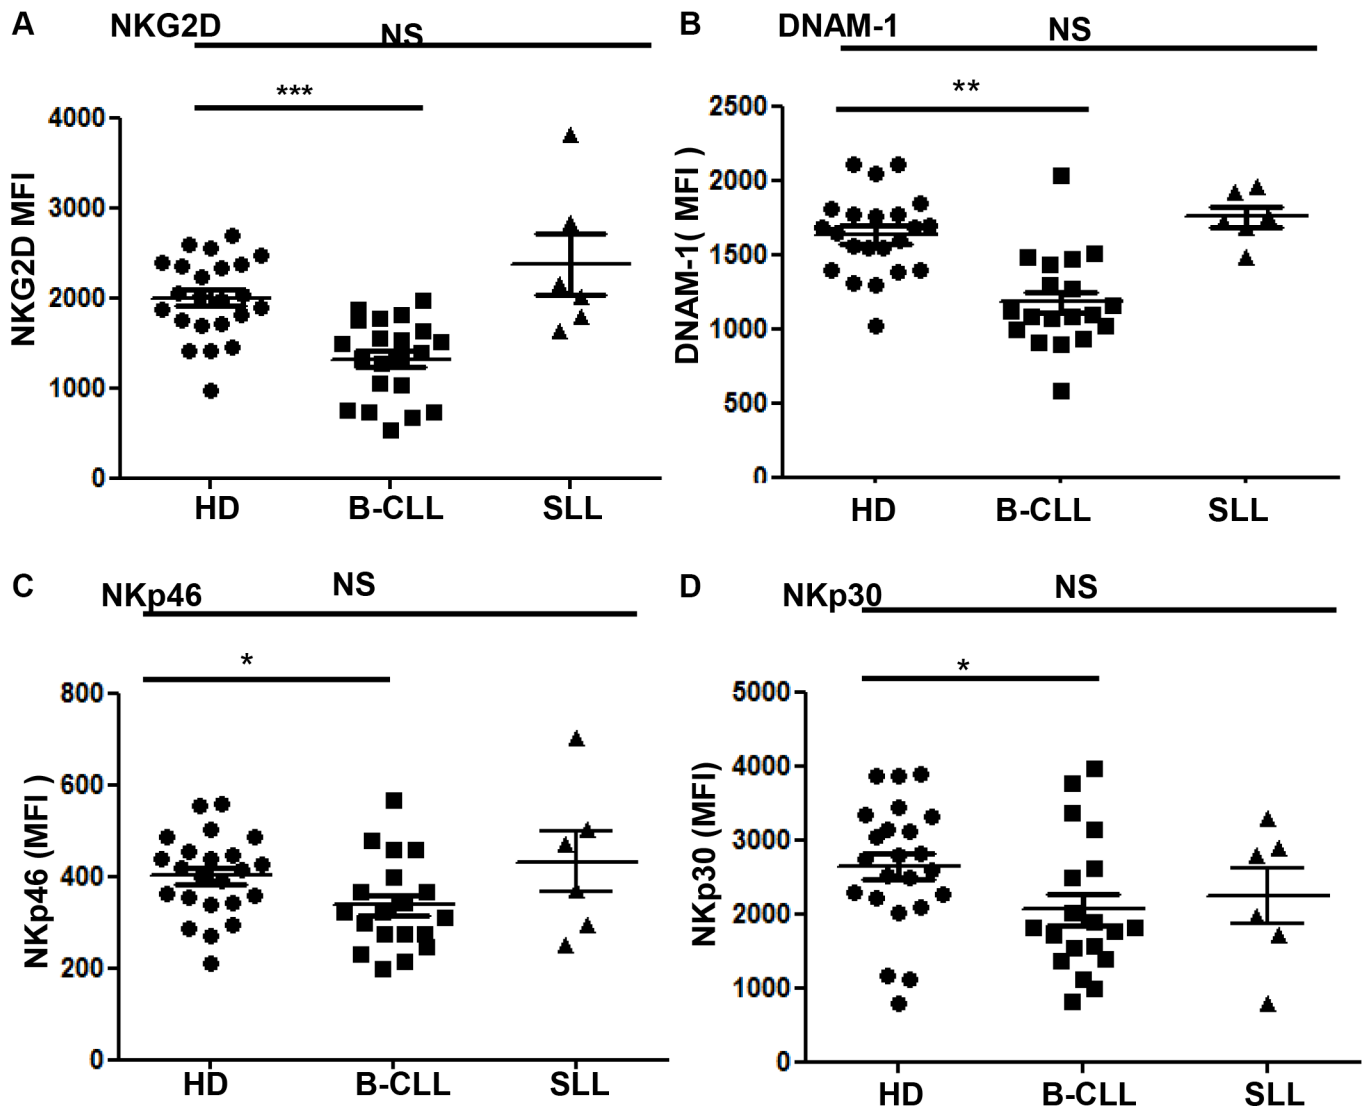 A
NKG2D
NS
***
4000
3000
2000
1000
0
NKG2D MFI
HD
B-CLL
SLL
B
DNAM-1
NS
**
2500
2000
1500
1000
500
0
DNAM-1( MFI )
HD
B-CLL
SLL
C
NKp46
NS
*
800
600
400
200
0
NKp46 (MFI )
HD
B-CLL
SLL
D
NKp30
NS
*
5000
4000
3000
2000
1000
0
NKp30 (MFI)
HD
B-CLL
SLL